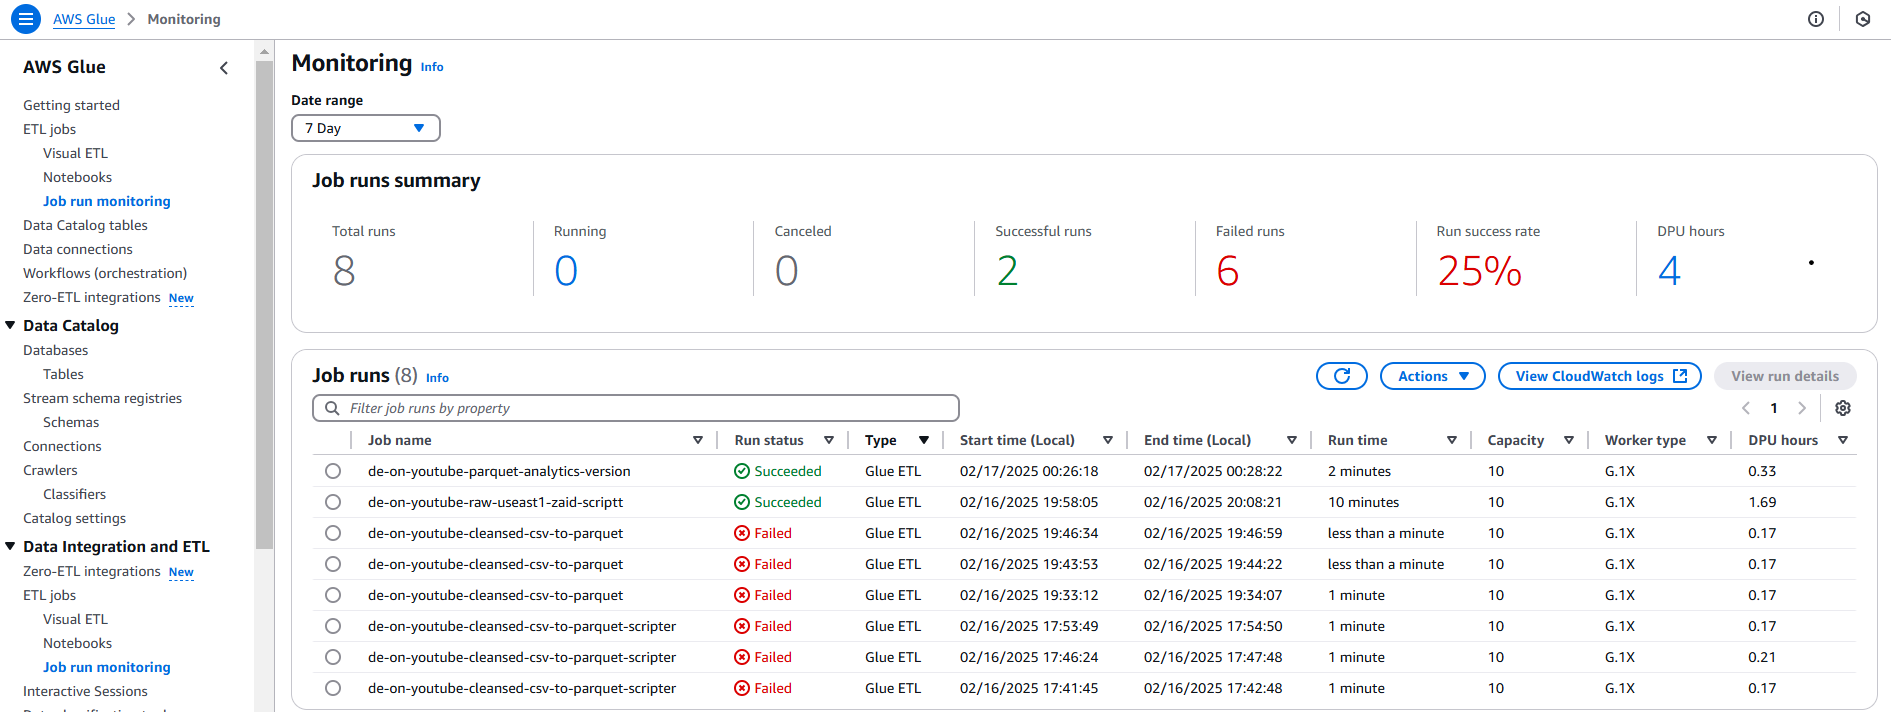 AWS Glue > Monitoring
AWS Glue
Getting started
ETL jobs
Visual ETL
Notebooks
Job run monitoring
Data Catalog tables
Data connections
Workflows (orchestration)
Zero-ETL integrations New
Data Catalog
Databases
Tables
Stream schema registries
Schemas
Connections
Crawlers
Classifiers
Catalog settings
Data Integration and ETL
Zero-ETL integrations New
ETL jobs
Visual ETL
Notebooks
Job run monitoring
Interactive Sessions
Monitoring Info
Date range
7 Day
Job runs summary
Total runs Running Canceled Successful runs Failed runs Run success rate DPU hours
8 0 0 2 6 25% 4
Job runs (8) Info
Actions View CloudWatch logs View run details
Filter job runs by property
1
Job name Run status Type Start time (Local) End time (Local) Run time Capacity Worker type DPU hours
de-on-youtube-parquet-analytics-version Succeeded Glue ETL 02/17/2025 00:26:18 02/17/2025 00:28:22 2 minutes 10 G.1X 0.33
de-on-youtube-raw-useast1-zaid-scriptt Succeeded Glue ETL 02/16/2025 19:58:05 02/16/2025 20:08:21 10 minutes 10 G.1X 1.69
de-on-youtube-cleansed-csv-to-parquet Failed Glue ETL 02/16/2025 19:46:34 02/16/2025 19:46:59 less than a minute 10 G.1X 0.17
de-on-youtube-cleansed-csv-to-parquet Failed Glue ETL 02/16/2025 19:43:53 02/16/2025 19:44:22 less than a minute 10 G.1X 0.17
de-on-youtube-cleansed-csv-to-parquet Failed Glue ETL 02/16/2025 19:33:12 02/16/2025 19:34:07 1 minute 10 G.1X 0.17
de-on-youtube-cleansed-csv-to-parquet-scripter Failed Glue ETL 02/16/2025 17:53:49 02/16/2025 17:54:50 1 minute 10 G.1X 0.17
de-on-youtube-cleansed-csv-to-parquet-scripter Failed Glue ETL 02/16/2025 17:46:24 02/16/2025 17:47:48 1 minute 10 G.1X 0.21
de-on-youtube-cleansed-csv-to-parquet-scripter Failed Glue ETL 02/16/2025 17:41:45 02/16/2025 17:42:48 1 minute 10 G.1X 0.17